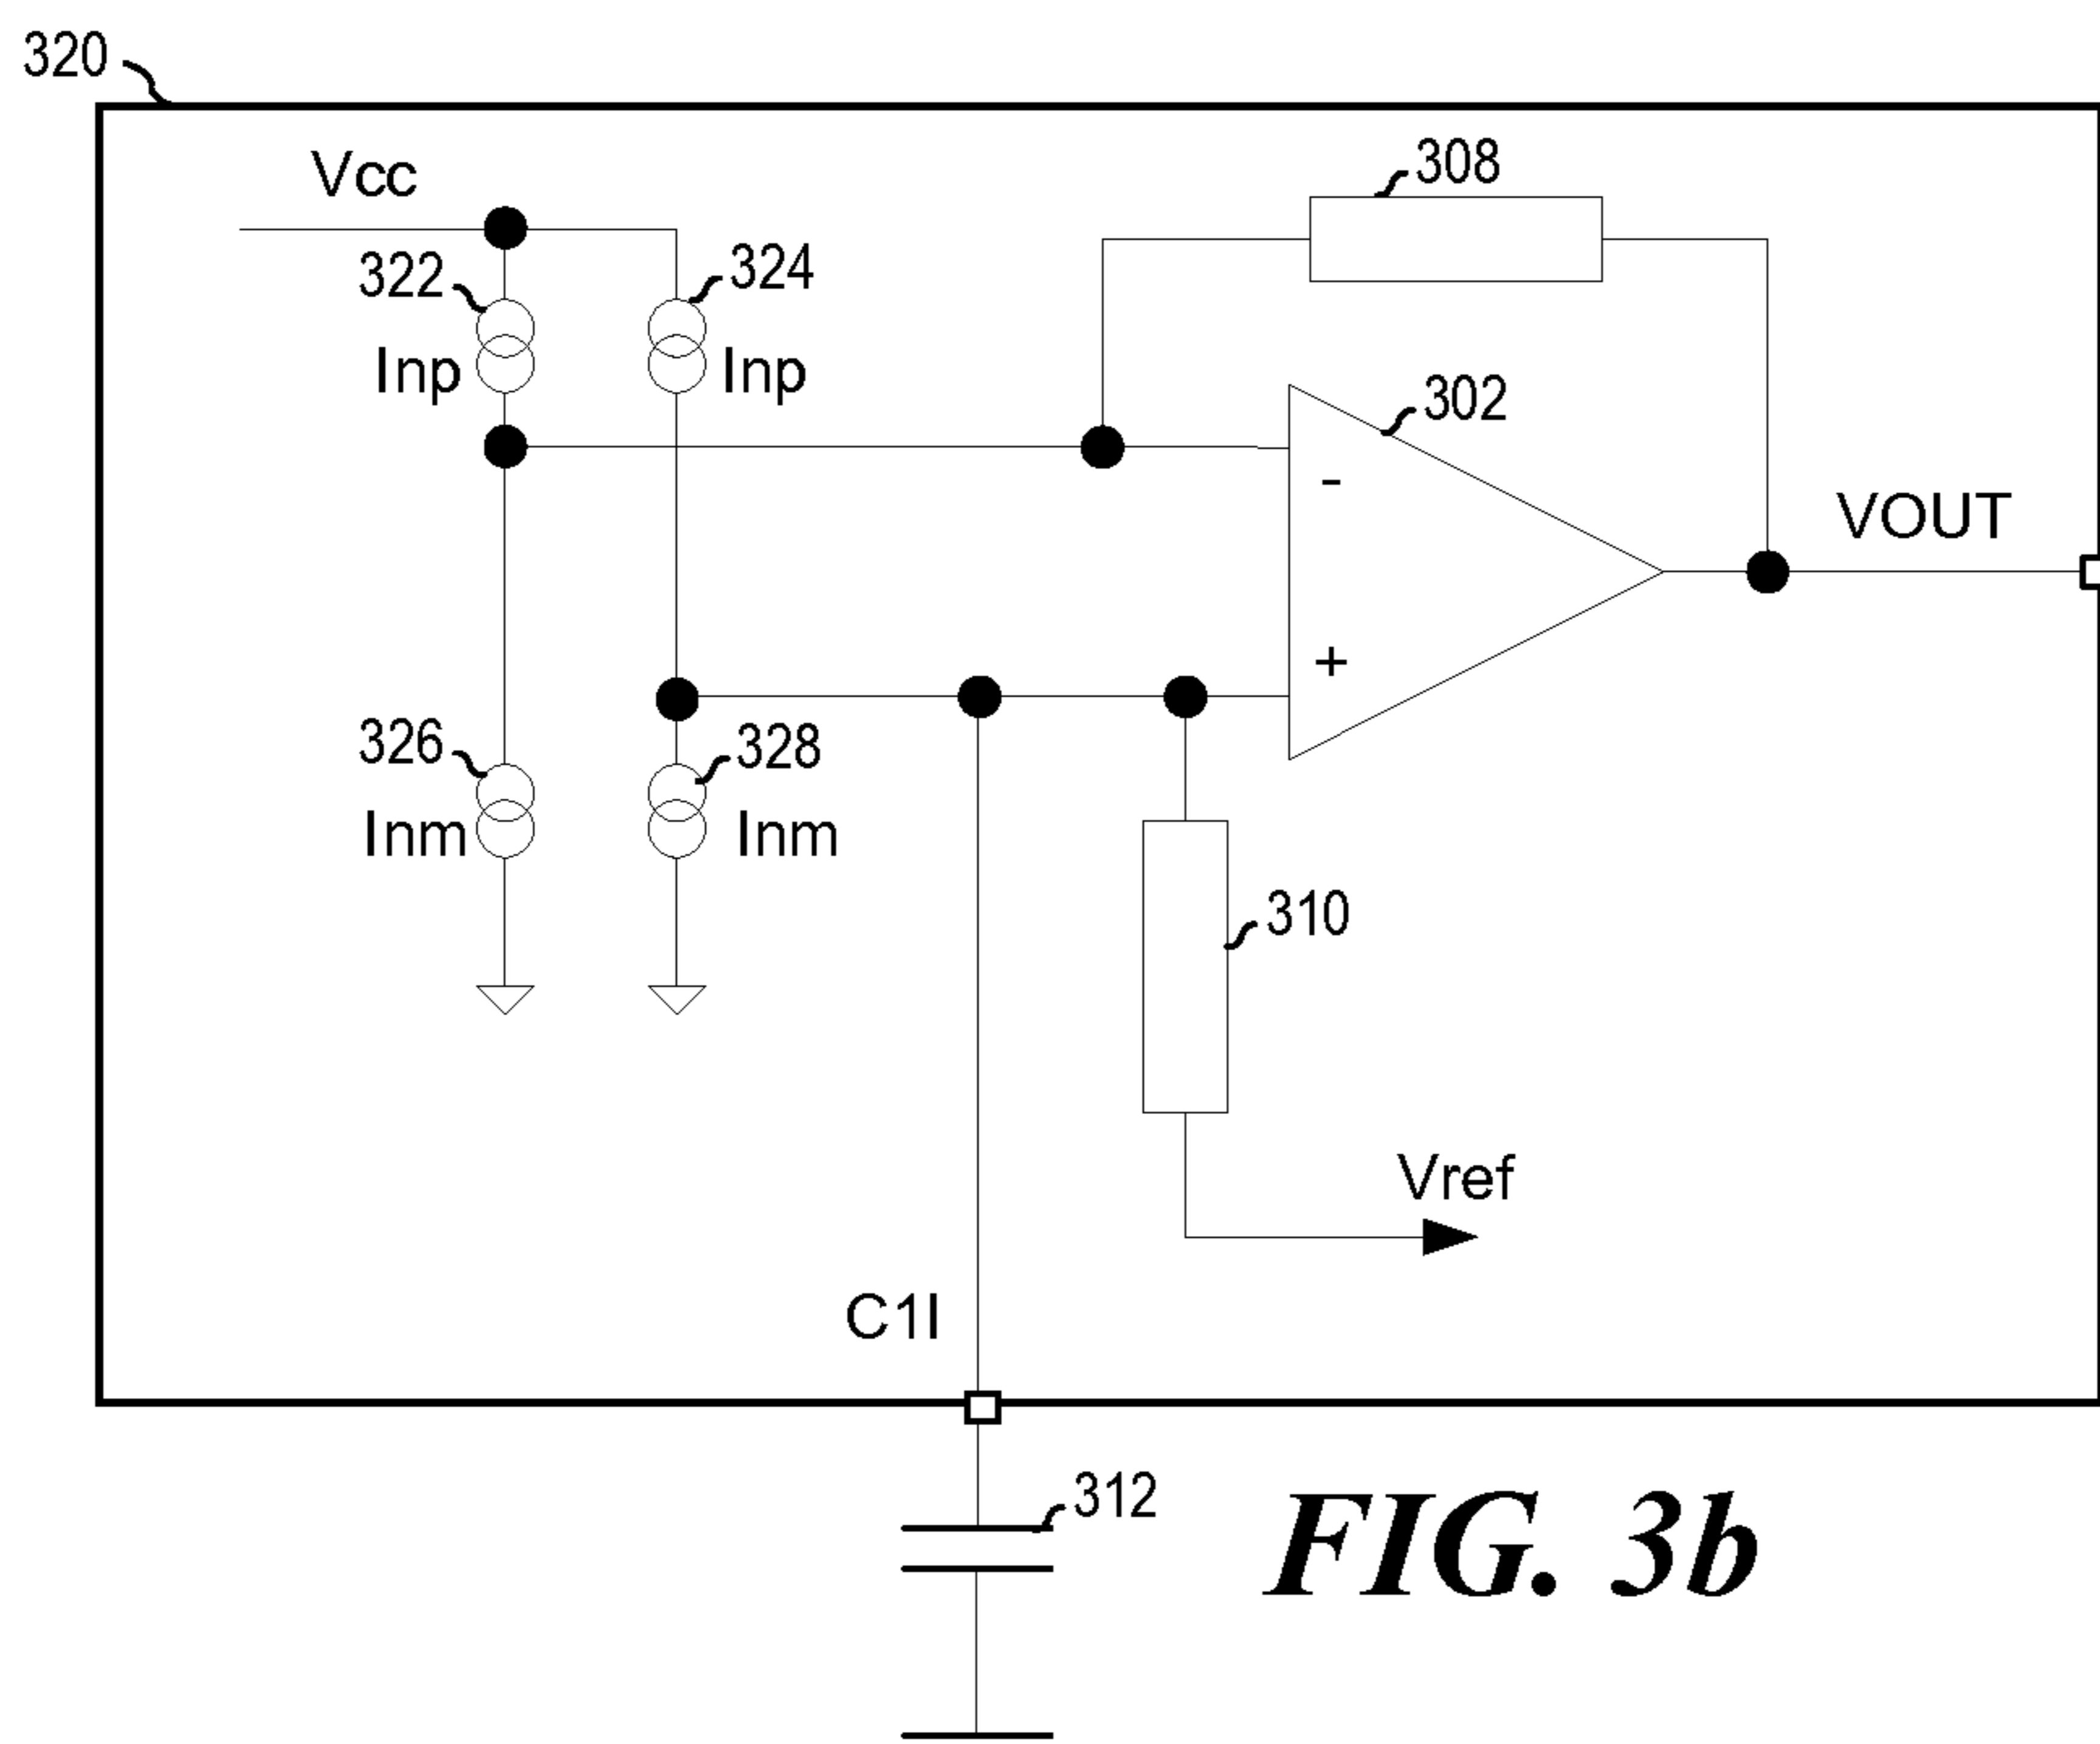 320
Vcc
308
322
324
Inp
Inp
302
-
VOUT
+
326
328
Inm
Inm
310
Vref
C1I
312
FIG. 3b